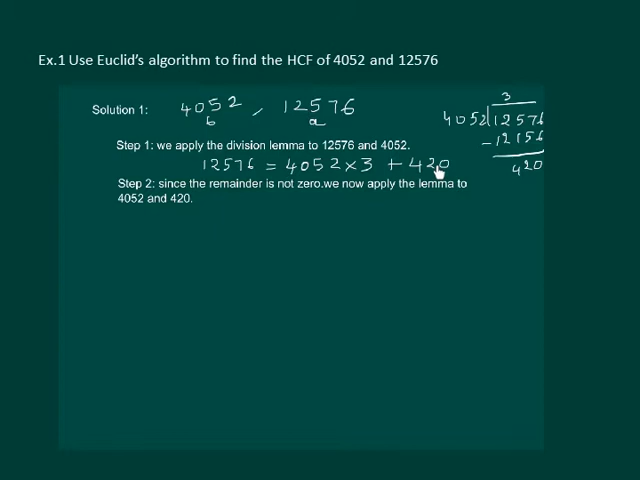 Ex.1 Use Euclid's algorithm to find the HCF of 4052 and 12576
Solution 1: 4052 , 12576
b a
3
4052 12576
- 12156
420
Step 1: we apply the division lemma to 12576 and 4052.
12576 = 4052 × 3 + 420
Step 2: since the remainder is not zero.we now apply the lemma to
4052 and 420.